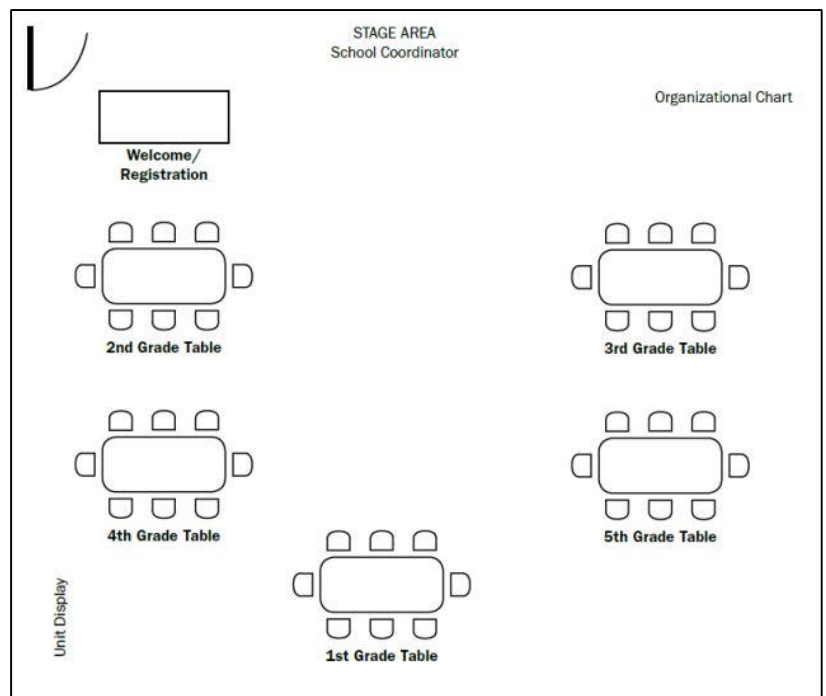 STAGE AREA
School Coordinator
Organizational Chart
Welcome/
Registration
2nd Grade Table
3rd Grade Table
4th Grade Table
5th Grade Table
Unit Display
1st Grade Table